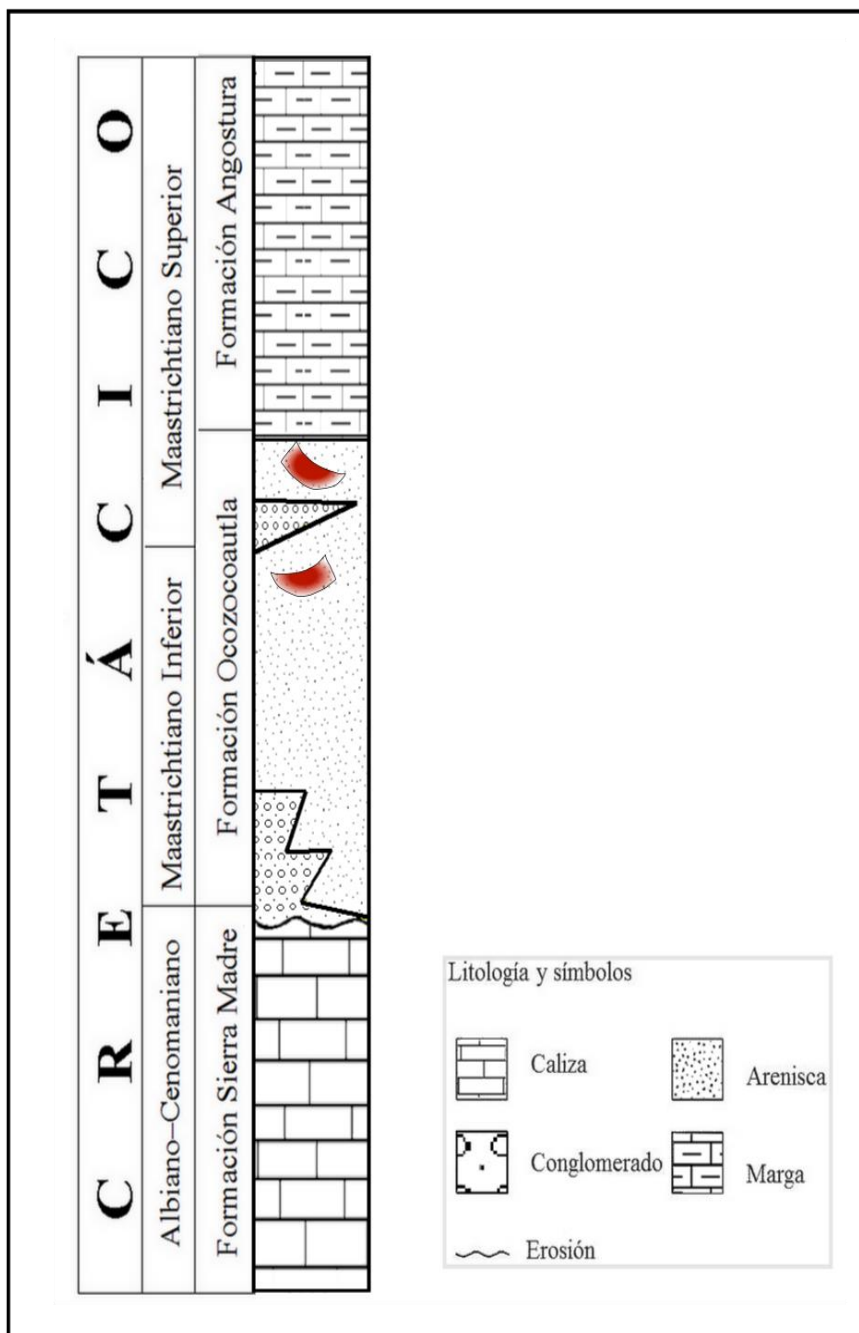 CRETÁCICO
Maastrichtiano Superior
Maastrichtiano Inferior
Albiano–Cenomaniano
Formación Angostura
Formación Ocozocoautla
Formación Sierra Madre
Litología y símbolos
Caliza
Arenisca
Conglomerado
Marga
Erosión